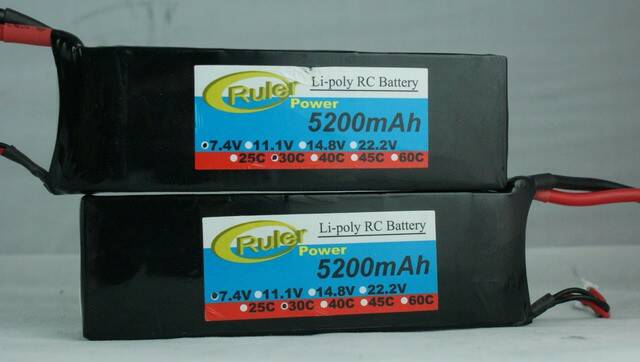 Ruler
Li-poly RC Battery
Power
5200mAh
7.4V 11.1V 14.8V 22.2V
25C 30C 40C 45C 60C
Ruler
Li-poly RC Battery
Power
5200mAh
7.4V 11.1V 14.8V 22.2V
25C 30C 40C 45C 60C